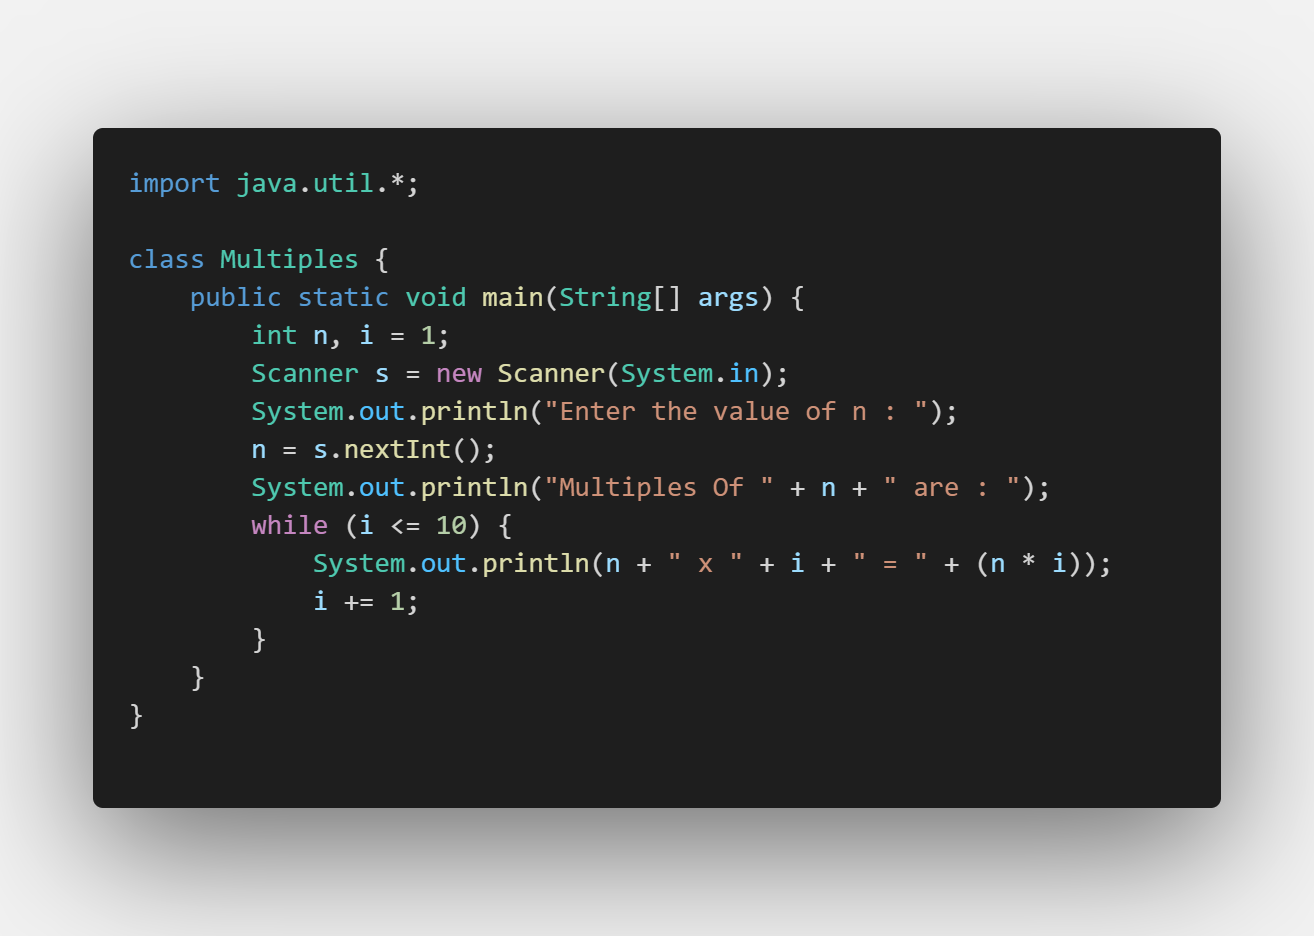 import java.util.*;

class Multiples {
    public static void main(String[] args) {
        int n, i = 1;
        Scanner s = new Scanner(System.in);
        System.out.println("Enter the value of n : ");
        n = s.nextInt();
        System.out.println("Multiples Of " + n + " are : ");
        while (i <= 10) {
            System.out.println(n + " x " + i + " = " + (n * i));
            i += 1;
        }
    }
}